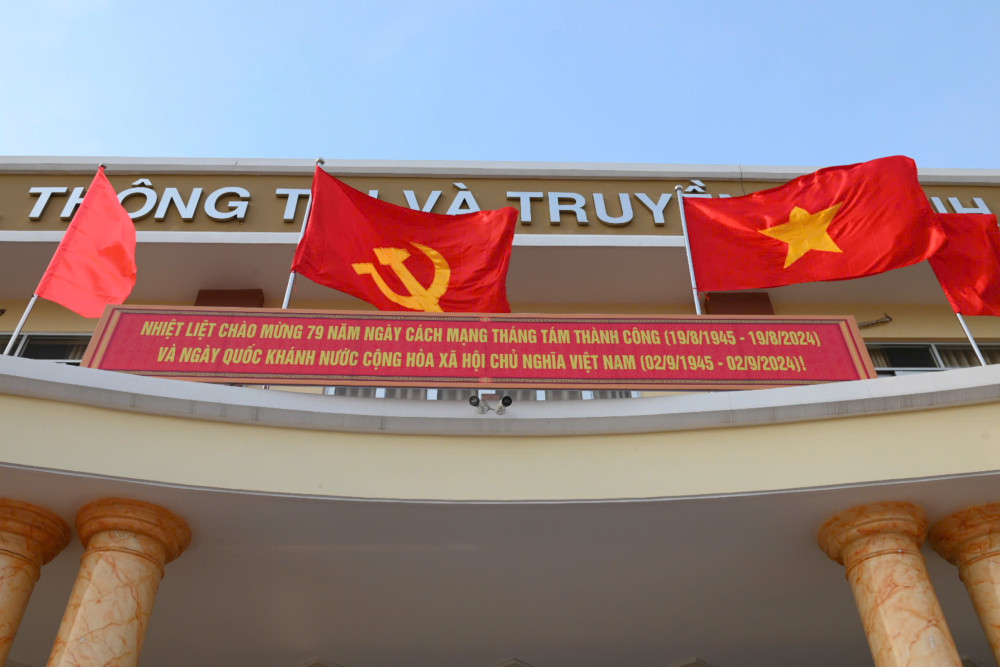 THÔNG VÀ
NHIỆT LIỆT CHÀO MỪNG 79 NĂM NGÀY CÁCH MẠNG THÁNG TÁM THÀNH CÔNG (19/8/1945 - 19/8/2024)
VÀ NGÀY QUỐC KHÁNH NƯỚC CỘNG HÒA XÃ HỘI CHỦ NGHĨA VIỆT NAM (02/9/1945 - 02/9/2024)!